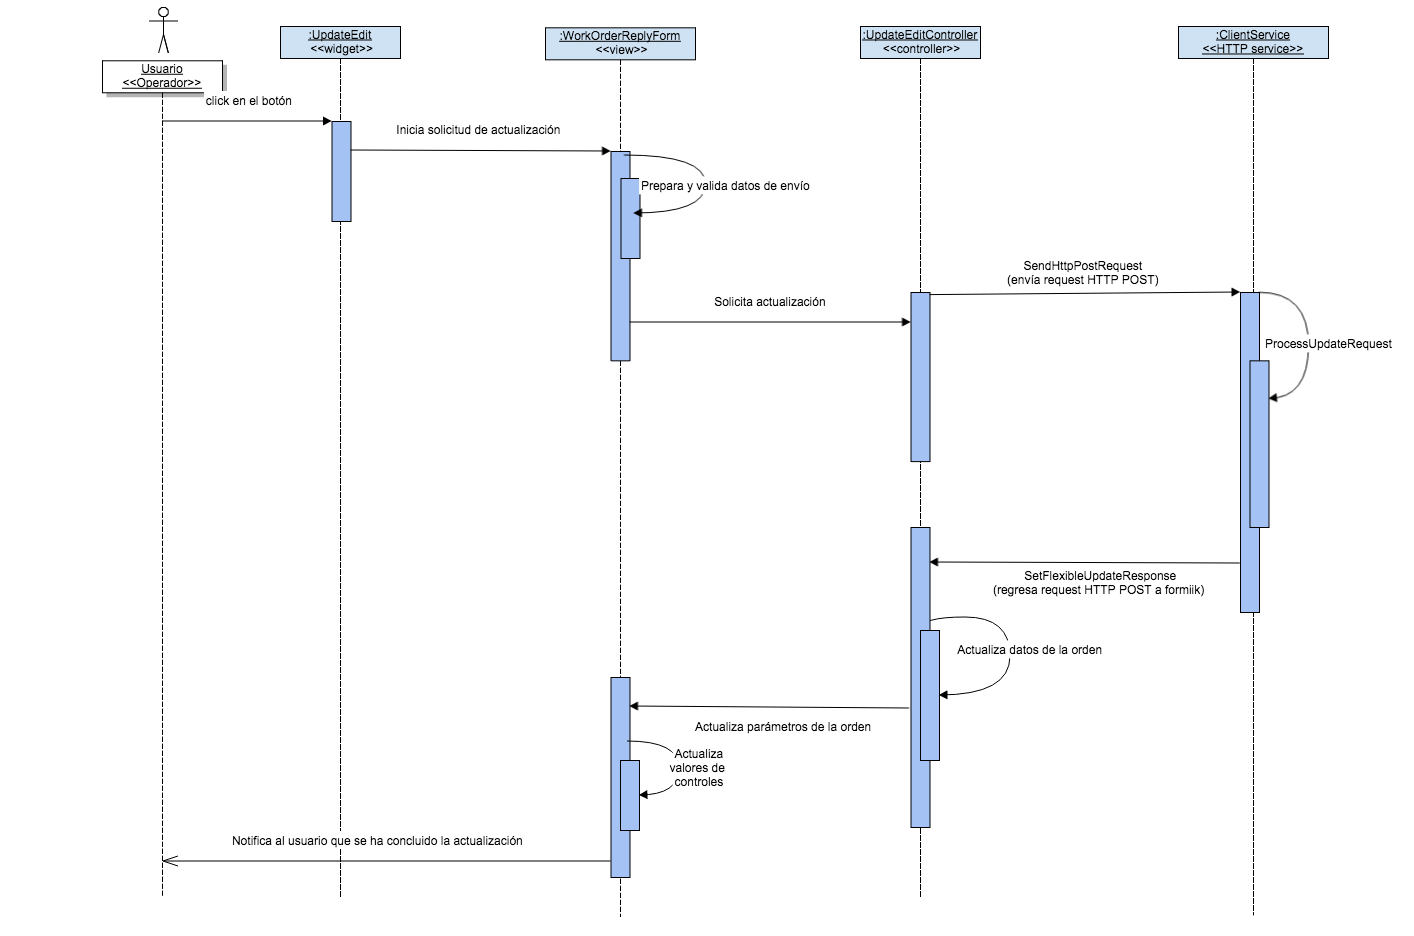 :UpdateEdit
<<widget>>
:WorkOrderReplyForm
<<view>>
:UpdateEditController
<<controller>>
:ClientService
<<HTTP service>>
Usuario
<<Operador>>
click en el botón
Inicia solicitud de actualización
Prepara y valida datos de envío
SendHttpPostRequest
(envía request HTTP POST)
Solicita actualización
ProcessUpdateRequest
SetFlexibleUpdateResponse
(regresa request HTTP POST a formiik)
Actualiza datos de la orden
Actualiza parámetros de la orden
Actualiza
valores de
controles
Notifica al usuario que se ha concluido la actualización